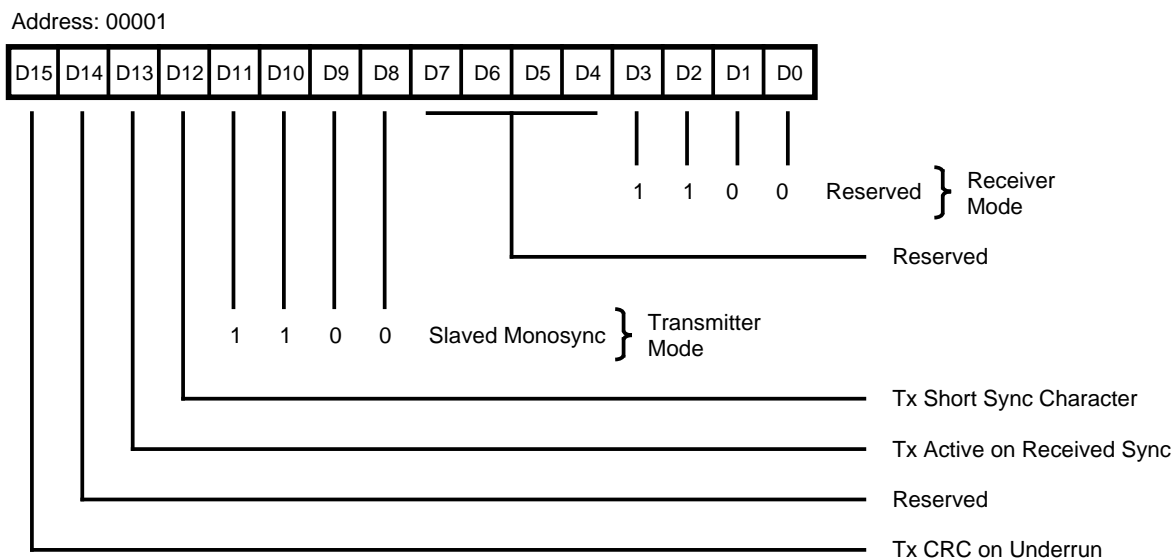 Address: 00001
D15 D14 D13 D12 D11 D10 D9 D8 D7 D6 D5 D4 D3 D2 D1 D0
1 1 0 0 Reserved } Receiver
Mode
Reserved
1 1 0 0 Slaved Monosync } Transmitter
Mode
Tx Short Sync Character
Tx Active on Received Sync
Reserved
Tx CRC on Underrun